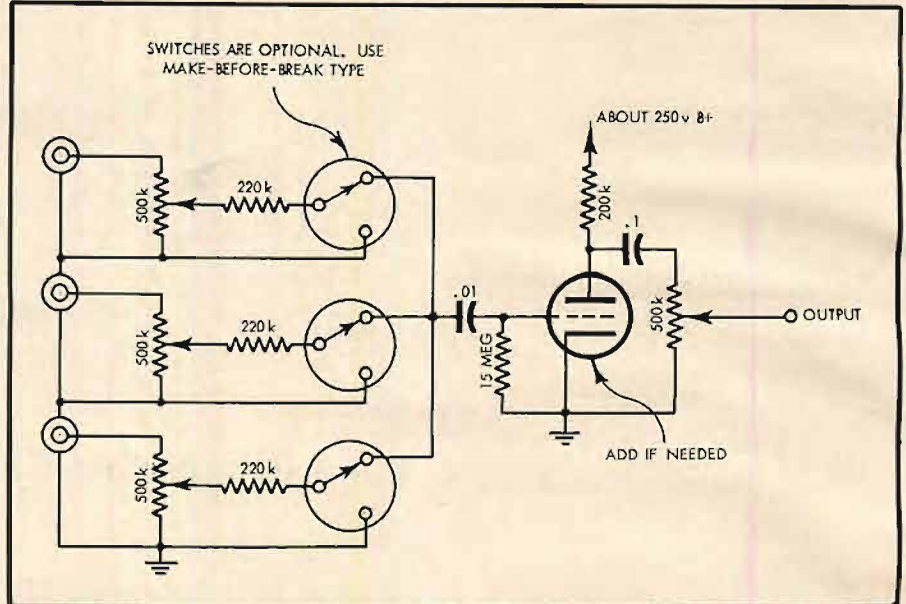 SWITCHES ARE OPTIONAL. USE
MAKE-BEFORE-BREAK TYPE
ABOUT 250v B+
500k
220k
200k
.1
500k
220k
.01
15 MEG
500k
OUTPUT
500k
220k
ADD IF NEEDED